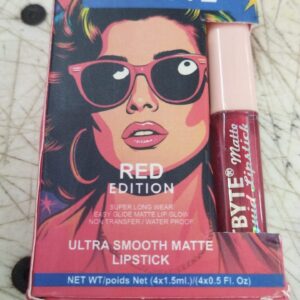 RED
EDITION
SUPER LONG WEAR
EASY GLIDE MATTE LIP GLOW
NON TRANSFER / WATER PROOF
ULTRA SMOOTH MATTE
LIPSTICK
NET WT/poids Net (4x1.5ml.)/(4x0.5 Fl. Oz)
BYTE®
Matte
Lipstick